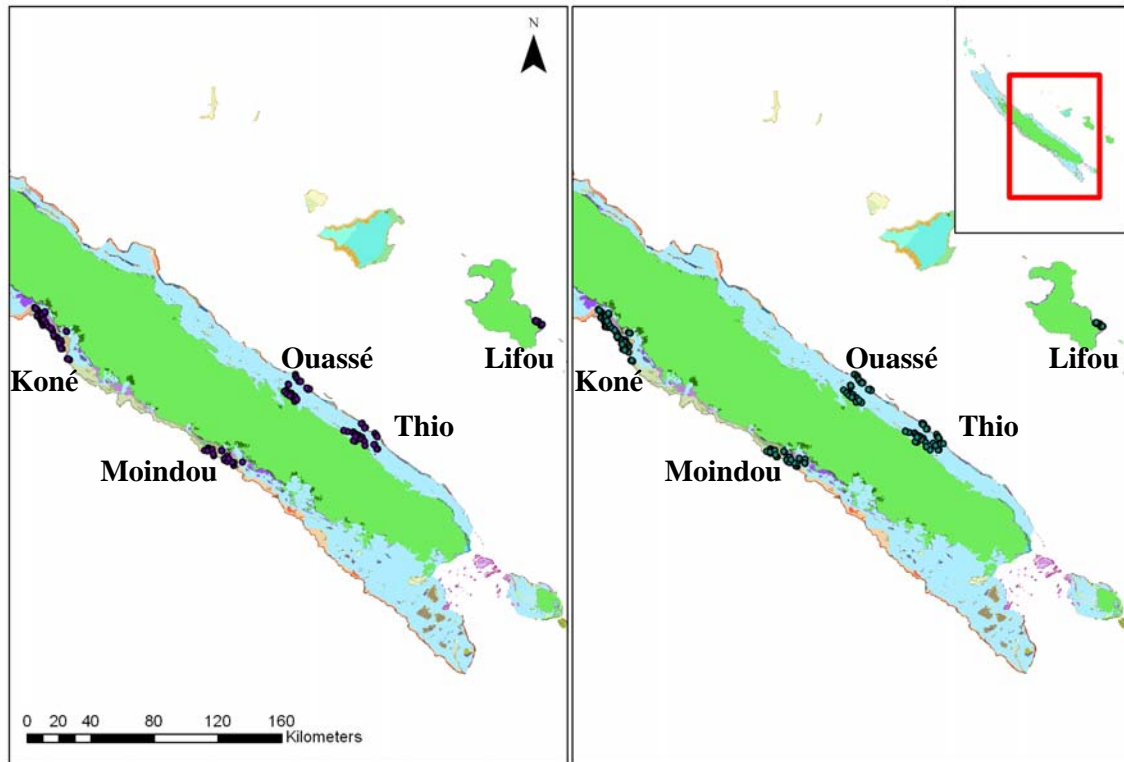 N
Ouassé
Lifou
Koné
Thio
Moindou
0 20 40 80 120 160
Kilometers
Ouassé
Lifou
Koné
Thio
Moindou